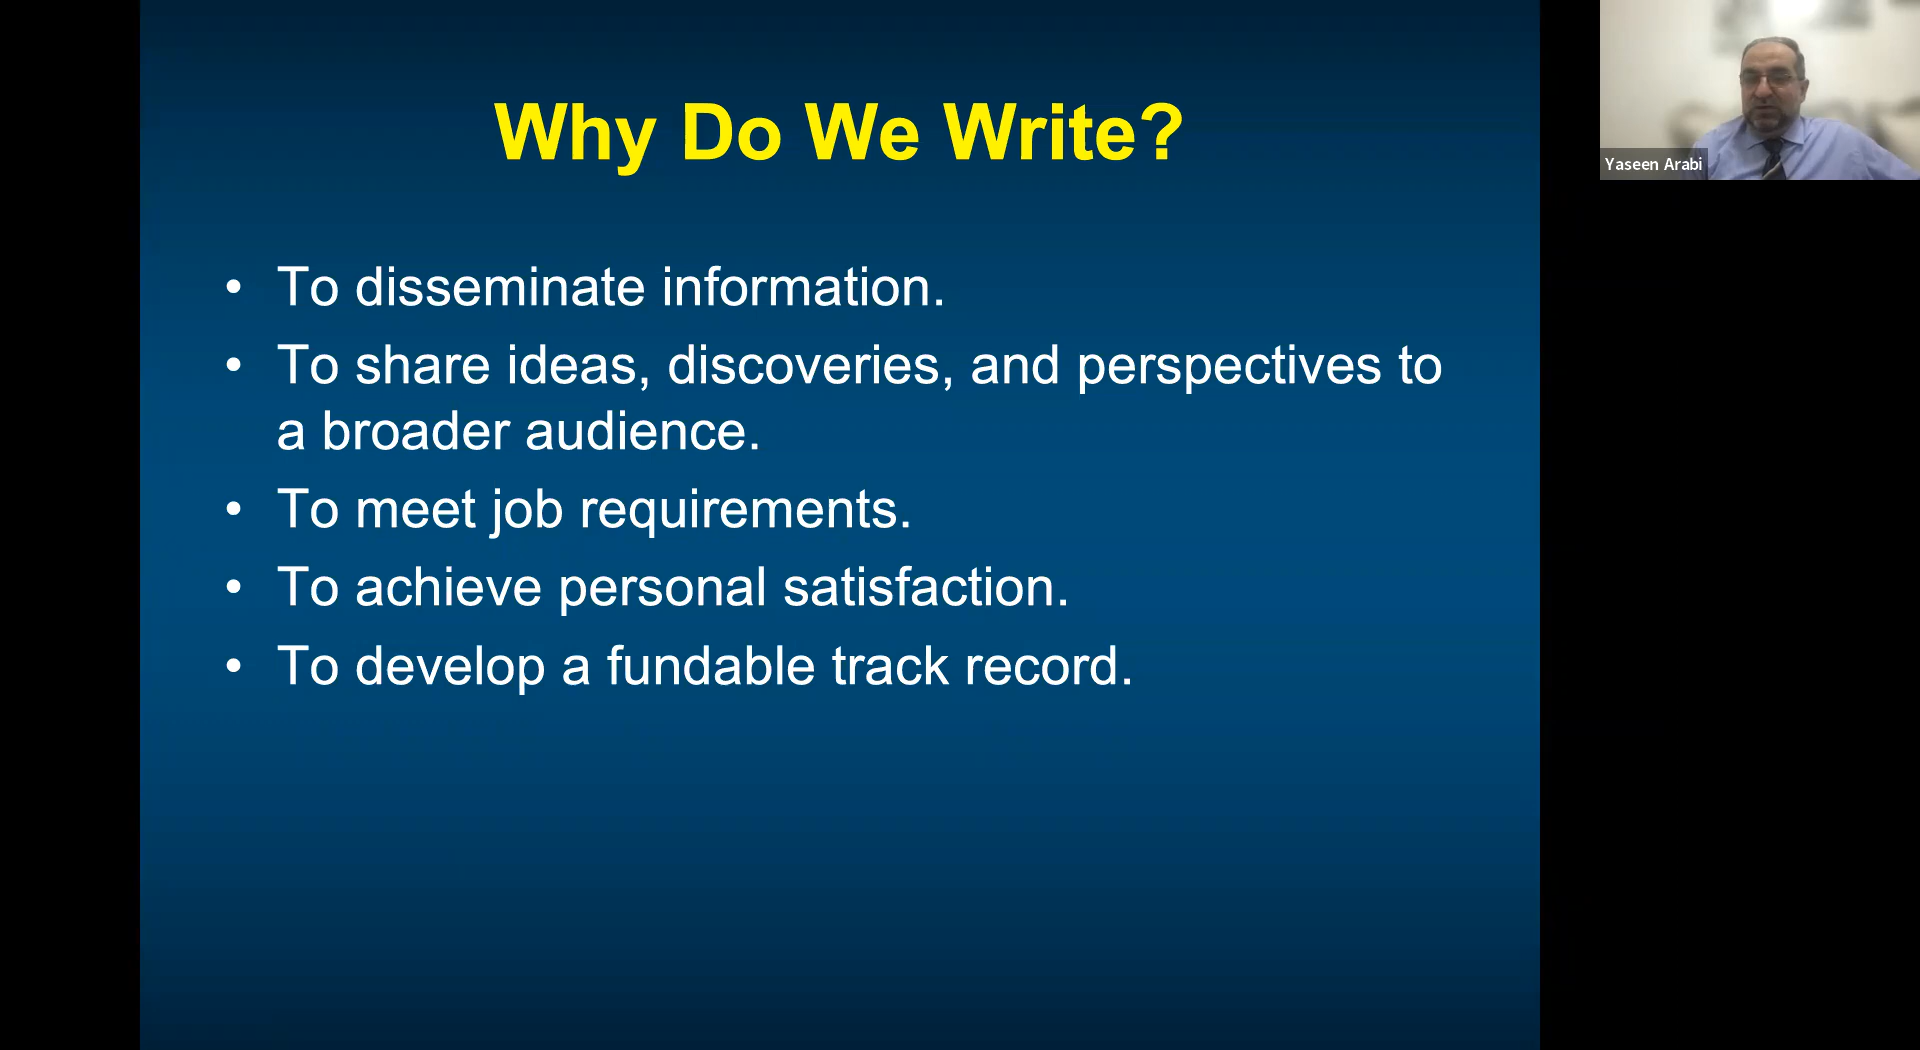 Why Do We Write?
• To disseminate information.
• To share ideas, discoveries, and perspectives to
a broader audience.
• To meet job requirements.
• To achieve personal satisfaction.
• To develop a fundable track record.
Yaseen Arabi